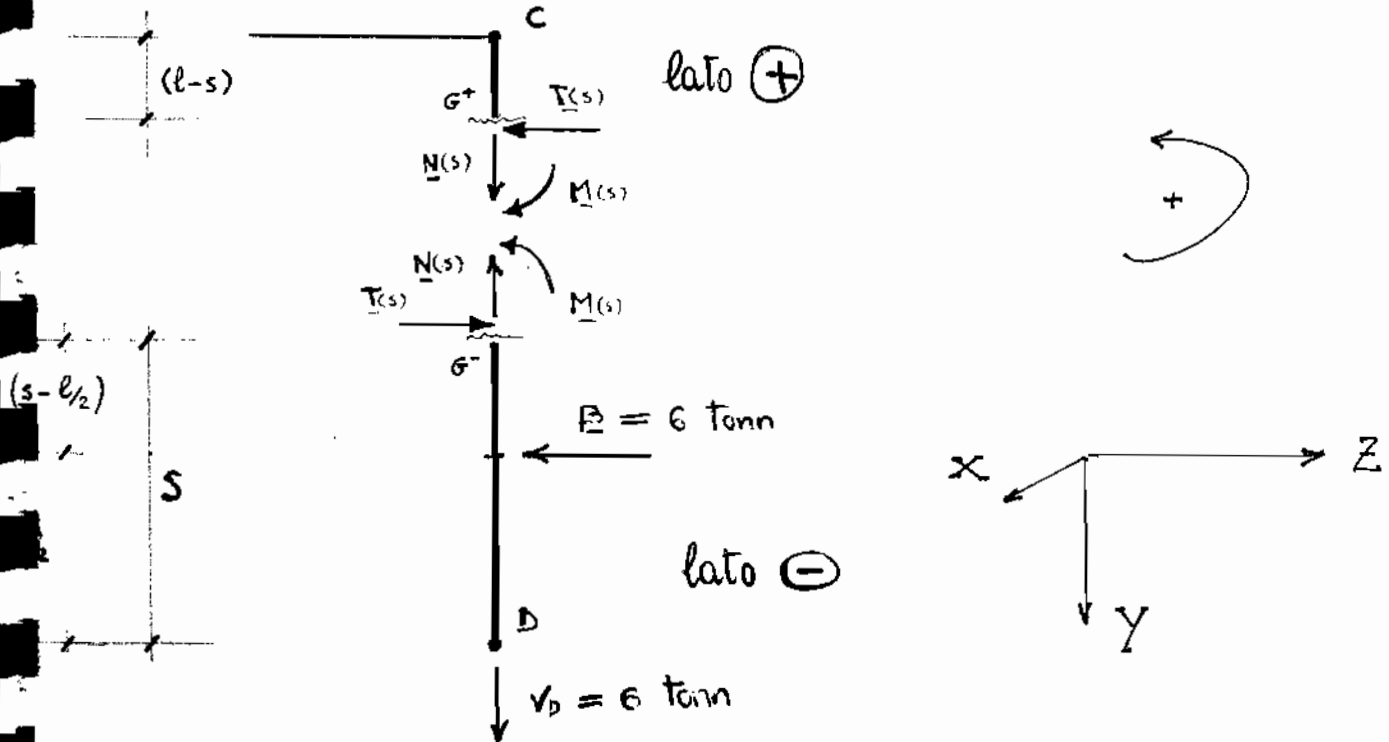 C
(l-s)
lato +
G⁺
T(s)
N(s)
M(s)
+
N(s)
T(s)
M(s)
G⁻
(s-l/2)
B = 6 tonn
S
X
Z
lato -
Y
D
V_D = 6 tonn